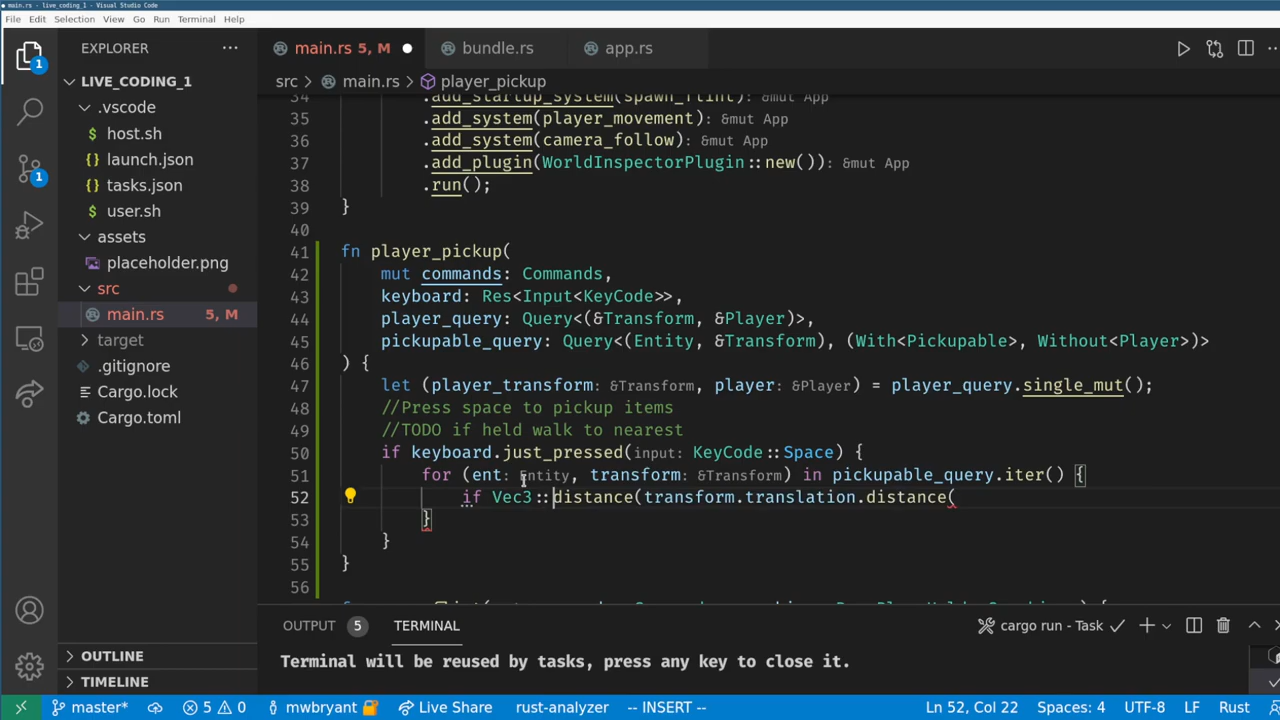 main.rs - live_coding_1 - Visual Studio Code
File Edit Selection View Go Run Terminal Help
EXPLORER
main.rs 5, M
bundle.rs
app.rs
LIVE_CODING_1
src
main.rs
player_pickup
.vscode
host.sh
launch.json
tasks.json
user.sh
assets
placeholder.png
src
main.rs 5, M
target
.gitignore
Cargo.lock
Cargo.toml
OUTLINE
TIMELINE
1
1
34 .add_startup_system(spawn_flint): &mut App
35 .add_system(player_movement): &mut App
36 .add_system(camera_follow): &mut App
37 .add_plugin(WorldInspectorPlugin::new()): &mut App
38 .run();
39 }
40
41 fn player_pickup(
42 mut commands: Commands,
43 keyboard: Res<Input<KeyCode>>,
44 player_query: Query<(&Transform, &Player)>,
45 pickupable_query: Query<(Entity, &Transform), (With<Pickupable>, Without<Player>)>
46 ) {
47 let (player_transform: &Transform, player: &Player) = player_query.single_mut();
48 //Press space to pickup items
49 //TODO if held walk to nearest
50 if keyboard.just_pressed(input: KeyCode::Space) {
51 for (ent: Entity, transform: &Transform) in pickupable_query.iter() {
52 if Vec3::distance(transform.translation.distance(
53 }
54 }
55 }
56
OUTPUT 5 TERMINAL
cargo run - Task
Terminal will be reused by tasks, press any key to close it.
master* 5 0 mwbryant Live Share rust-analyzer -- INSERT -- Ln 52, Col 22 Spaces: 4 UTF-8 LF Rust